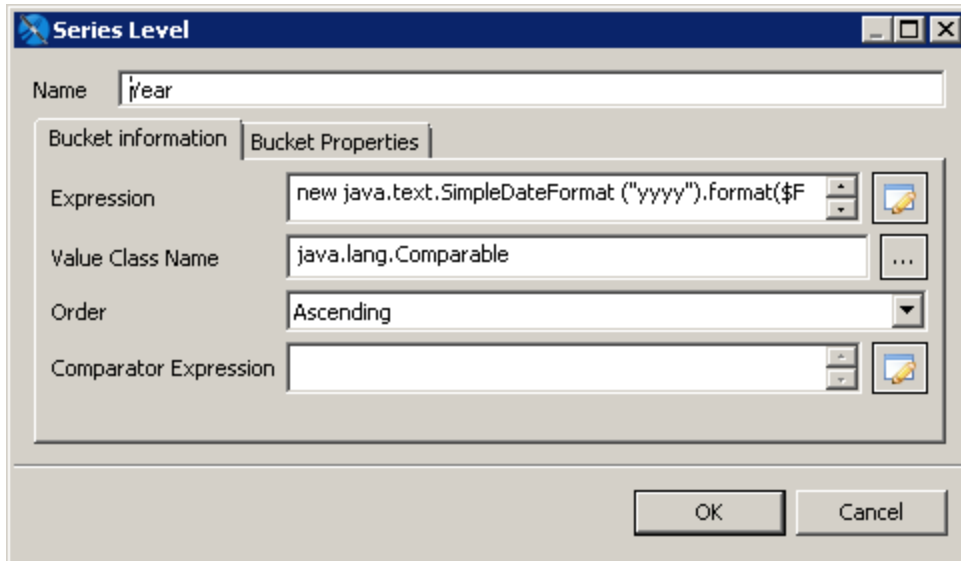 Series Level
Name Year
Bucket information Bucket Properties
Expression new java.text.SimpleDateFormat ("yyyy").format($F
Value Class Name java.lang.Comparable ...
Order Ascending
Comparator Expression
OK Cancel